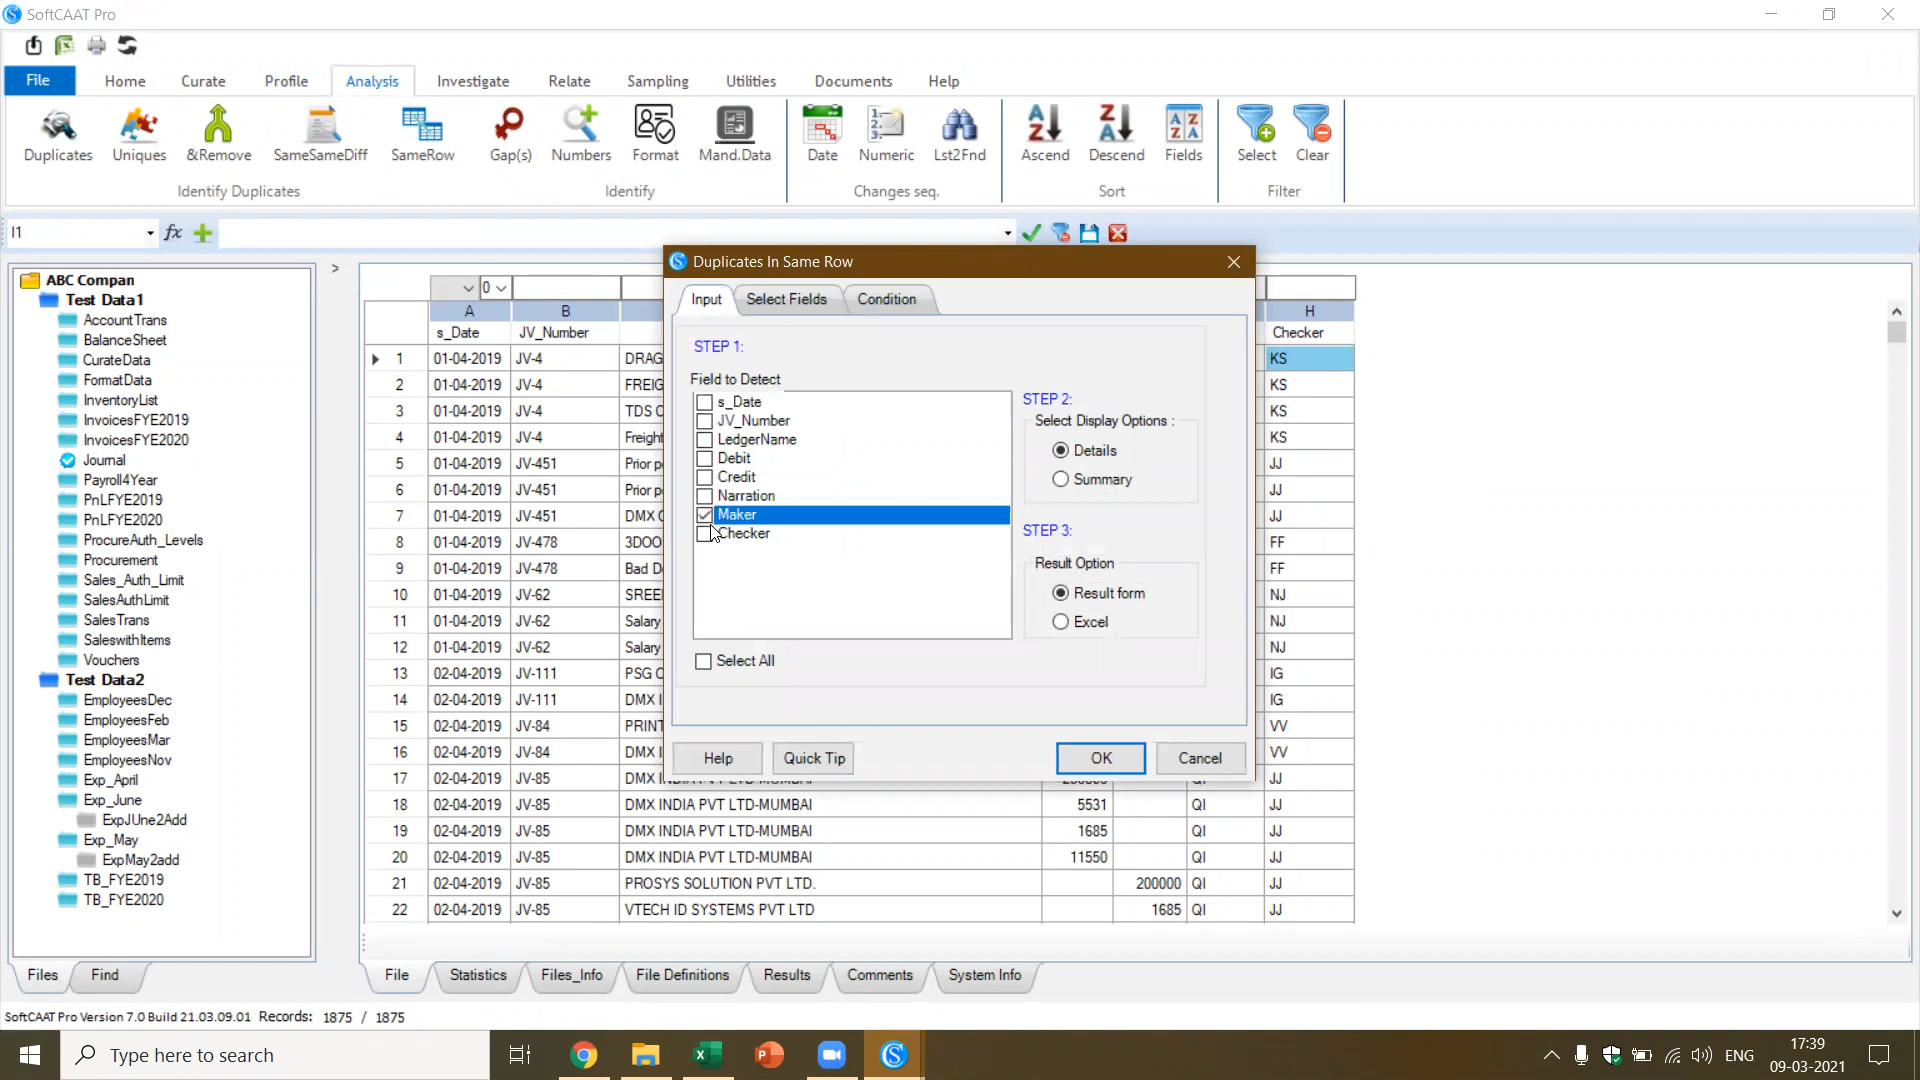 SoftCAAT Pro
File Home Curate Profile Analysis Investigate Relate Sampling Utilities Documents Help
Duplicates Uniques &Remove SameSameDiff SameRow Gap(s) Numbers Format Mand.Data Date Numeric Lst2Fnd Ascend Descend Fields Select Clear
Identify Duplicates Identify Changes seq. Sort Filter
I1 fx
ABC Compan
Test Data1
AccountTrans
BalanceSheet
CurateData
FormatData
InventoryList
InvoicesFYE2019
InvoicesFYE2020
Journal
Payroll4Year
PnLFYE2019
PnLFYE2020
ProcureAuth_Levels
Procurement
Sales_Auth_Limit
SalesAuthLimit
SalesTrans
SaleswithItems
Vouchers
Test Data2
EmployeesDec
EmployeesFeb
EmployeesMar
EmployeesNov
Exp_April
Exp_June
ExpJUne2Add
Exp_May
ExpMay2add
TB_FYE2019
TB_FYE2020
Files Find
0
A B H
s_Date JV_Number Checker
1 01-04-2019 JV-4 DRAG KS
2 01-04-2019 JV-4 FREIG KS
3 01-04-2019 JV-4 TDS C KS
4 01-04-2019 JV-4 Freight KS
5 01-04-2019 JV-451 Prior p JJ
6 01-04-2019 JV-451 Prior p JJ
7 01-04-2019 JV-451 DMX C JJ
8 01-04-2019 JV-478 3DOO FF
9 01-04-2019 JV-478 Bad D FF
10 01-04-2019 JV-62 SREE NJ
11 01-04-2019 JV-62 Salary NJ
12 01-04-2019 JV-62 Salary NJ
13 02-04-2019 JV-111 PSG C IG
14 02-04-2019 JV-111 DMX I IG
15 02-04-2019 JV-84 PRINT VV
16 02-04-2019 JV-84 DMX I VV
17 02-04-2019 JV-85 DMX INDIA PVT LTD-MUMBAI JJ
18 02-04-2019 JV-85 DMX INDIA PVT LTD-MUMBAI 5531 QI JJ
19 02-04-2019 JV-85 DMX INDIA PVT LTD-MUMBAI 1685 QI JJ
20 02-04-2019 JV-85 DMX INDIA PVT LTD-MUMBAI 11550 QI JJ
21 02-04-2019 JV-85 PROSYS SOLUTION PVT LTD. 200000 QI JJ
22 02-04-2019 JV-85 VTECH ID SYSTEMS PVT LTD 1685 QI JJ
Duplicates In Same Row
Input Select Fields Condition
STEP 1:
Field to Detect
s_Date
JV_Number
LedgerName
Debit
Credit
Narration
Maker
Checker
Select All
STEP 2:
Select Display Options :
Details
Summary
STEP 3:
Result Option
Result form
Excel
Help Quick Tip OK Cancel
File Statistics Files_Info File Definitions Results Comments System Info
SoftCAAT Pro Version 7.0 Build 21.03.09.01 Records: 1875 / 1875
Type here to search
ENG
17:39
09-03-2021